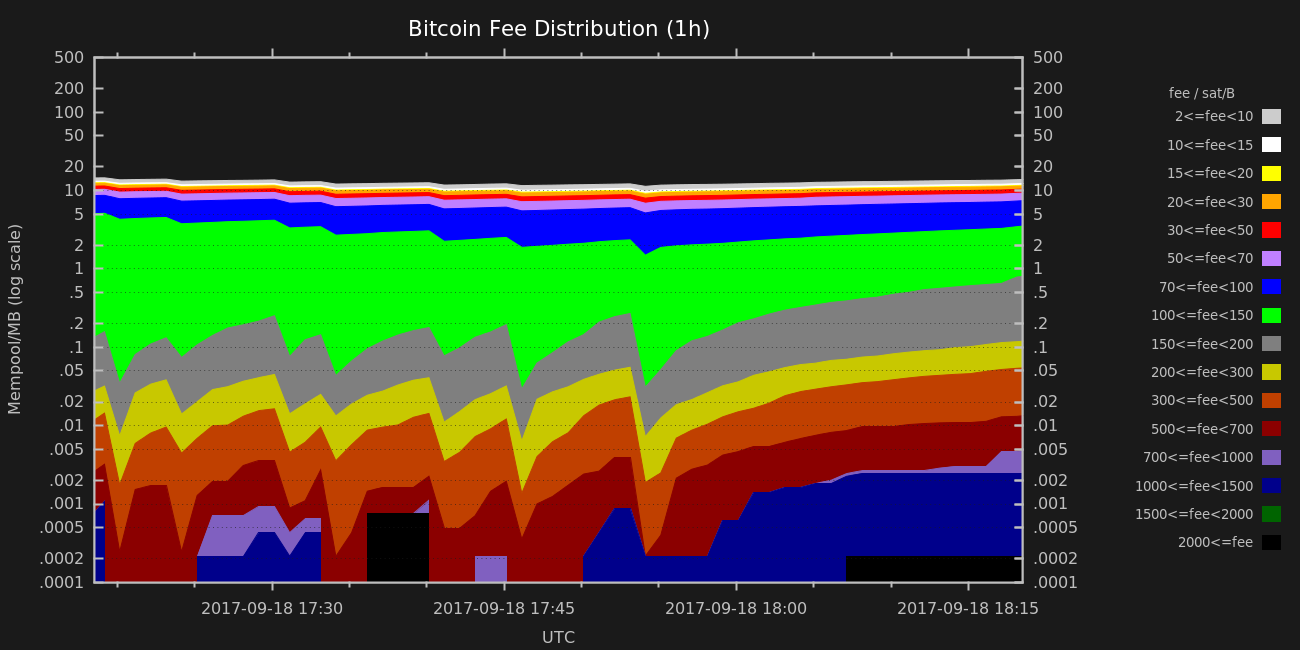 Bitcoin Fee Distribution (1h)
Mempool/MB (log scale)
500
200
100
50
20
10
5
2
1
.5
.2
.1
.05
.02
.01
.005
.002
.001
.0005
.0002
.0001
500
200
100
50
20
10
5
2
1
.5
.2
.1
.05
.02
.01
.005
.002
.001
.0005
.0002
.0001
2017-09-18 17:30
2017-09-18 17:45
2017-09-18 18:00
2017-09-18 18:15
UTC
fee / sat/B
2<=fee<10
10<=fee<15
15<=fee<20
20<=fee<30
30<=fee<50
50<=fee<70
70<=fee<100
100<=fee<150
150<=fee<200
200<=fee<300
300<=fee<500
500<=fee<700
700<=fee<1000
1000<=fee<1500
1500<=fee<2000
2000<=fee